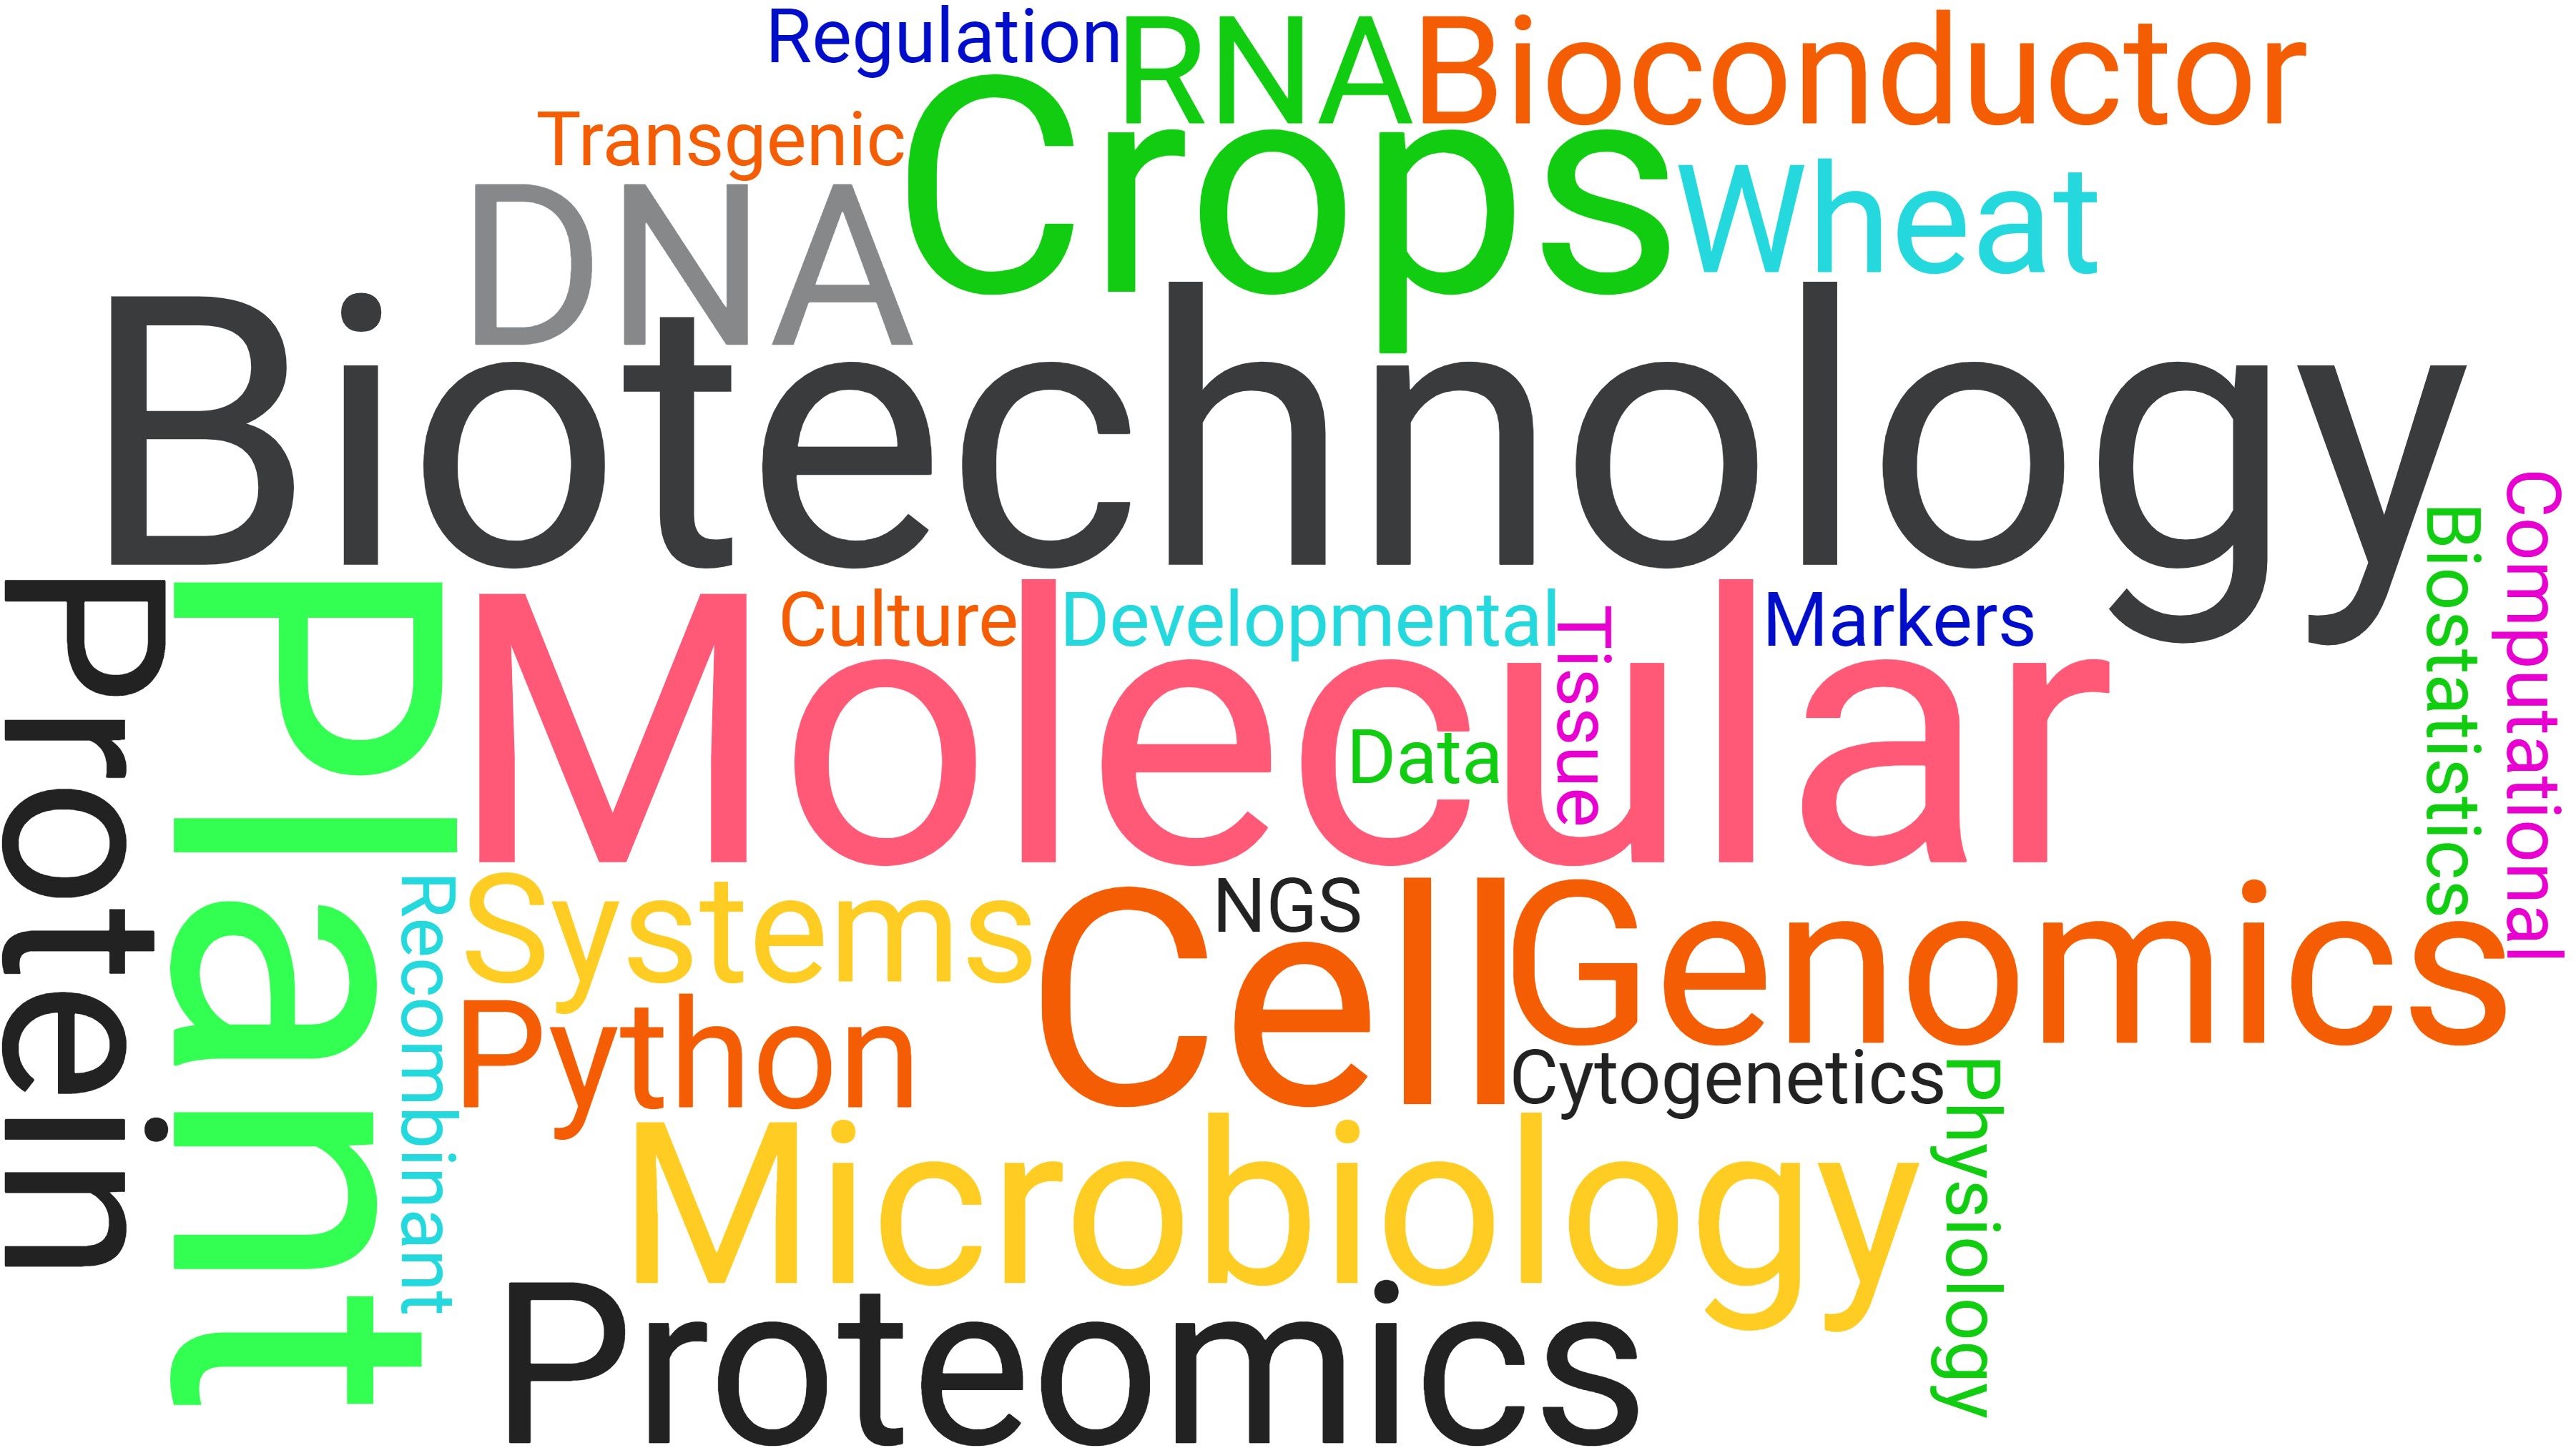 Regulation
RNA
Bioconductor
Transgenic
Crops
DNA
Wheat
Biotechnology
Protein
Plant
Culture
Developmental
Tissue
Markers
Molecular
Data
Biostatistics
Computational
Recombinant
Systems
NGS
Cell
Genomics
Python
Cytogenetics
Physiology
Microbiology
Proteomics